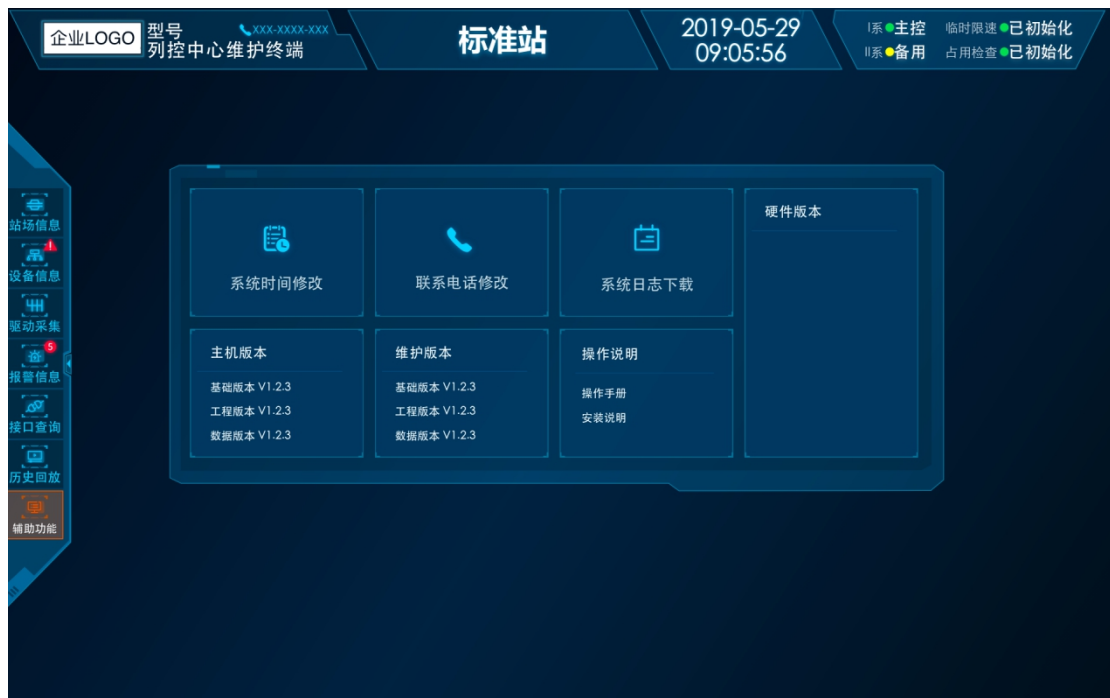 企业LOGO
型号
XXX-XXXX-XXX
列控中心维护终端
标准站
2019-05-29
09:05:56
I系 主控 临时限速 已初始化
II系 备用 占用检查 已初始化
站场信息
设备信息
驱动采集
5
报警信息
接口查询
历史回放
辅助功能
系统时间修改
联系电话修改
系统日志下载
硬件版本
主机版本
基础版本 V1.2.3
工程版本 V1.2.3
数据版本 V1.2.3
维护版本
基础版本 V1.2.3
工程版本 V1.2.3
数据版本 V1.2.3
操作说明
操作手册
安装说明